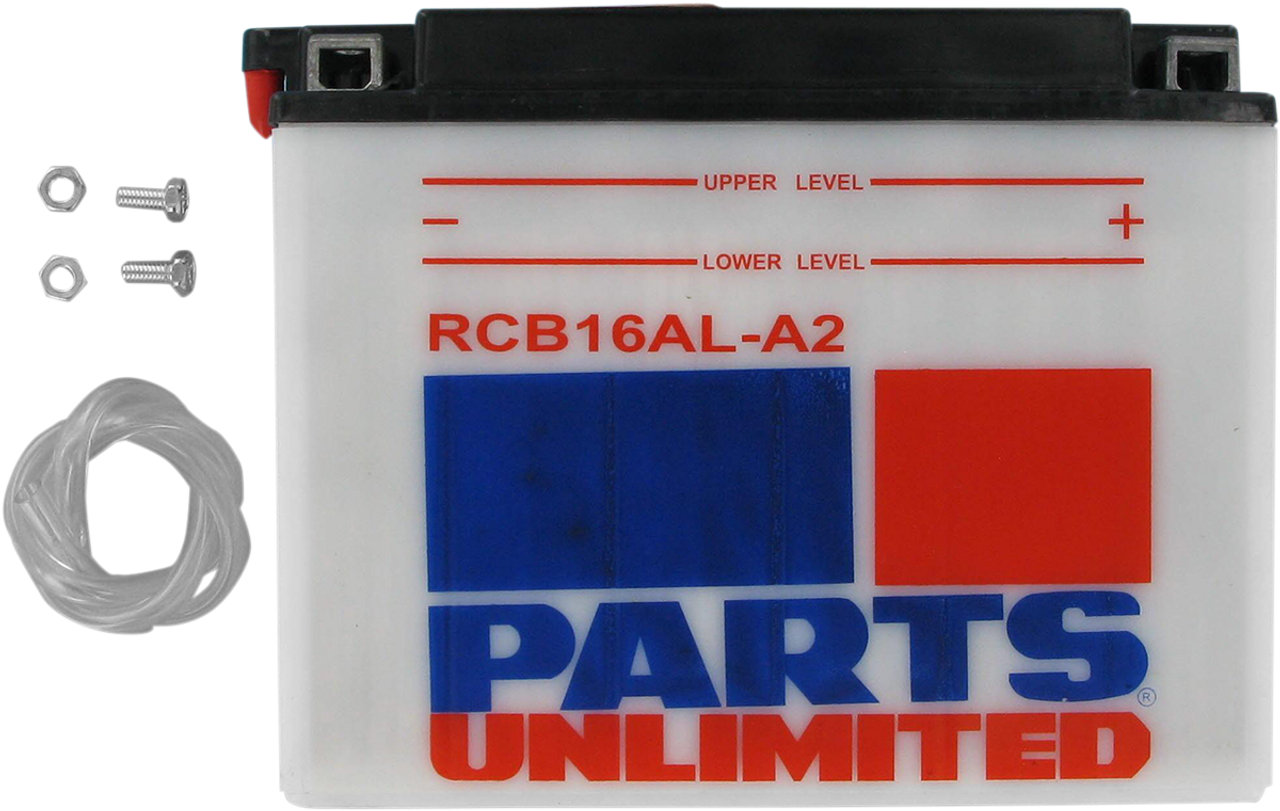 UPPER LEVEL
− +
LOWER LEVEL
RCB16AL-A2
PARTS
UNLIMITED®